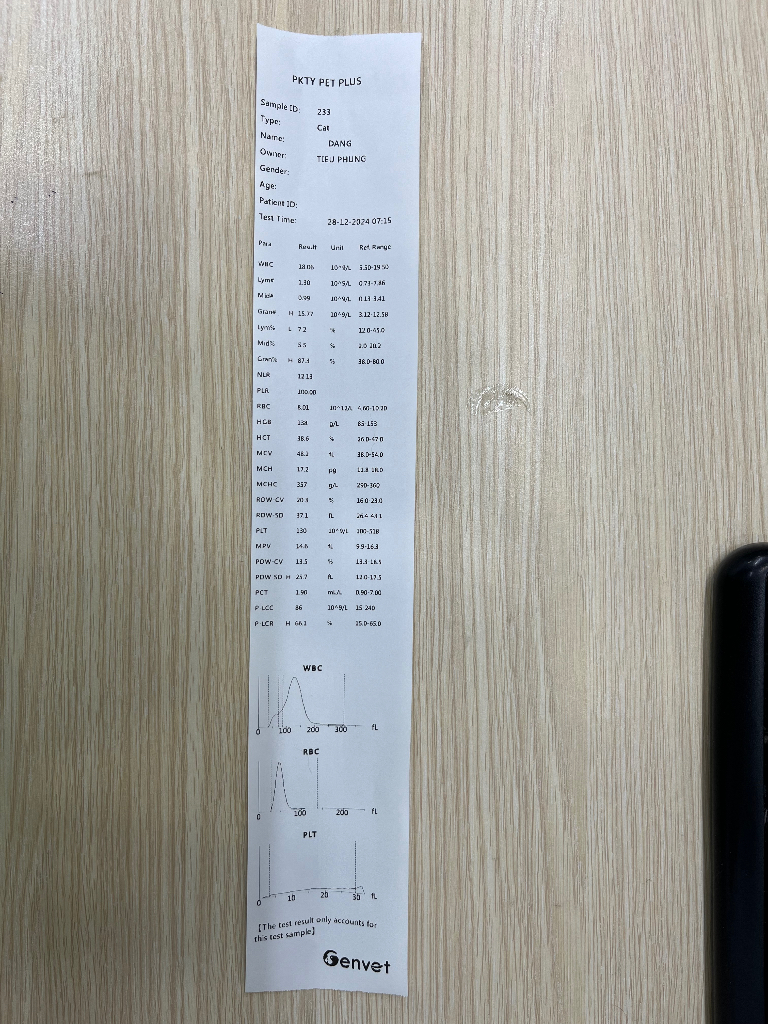 PKTY PET PLUS
Sample ID: 233
Type: Cat
Name: DANG
Owner: TIEU PHUNG
Gender:
Age:
Patient ID:
Test Time: 28-12-2024 07:15
Para Result Unit Ref. Range
WBC 18.06 10^9/L 5.50-19.50
Lym# 1.30 10^9/L 0.73-7.86
Mid# 0.99 10^9/L 0.13-3.41
Gran# H 15.77 10^9/L 3.12-12.58
Lym% L 7.2 % 12.0-45.0
Mid% 5.5 % 2.0-20.2
Gran% H 87.3 % 38.0-80.0
NLR 12.13
PLR 100.00
RBC 8.01 10^12/L 4.60-10.20
HGB 138 g/L 85-153
HCT 38.6 % 26.0-47.0
MCV 48.2 fL 38.0-54.0
MCH 17.2 pg 11.8-18.0
MCHC 357 g/L 290-360
RDW-CV 20.3 % 16.0-23.0
RDW-SD 37.1 fL 26.4-43.1
PLT 130 10^9/L 100-518
MPV 14.6 fL 9.9-16.3
PDW-CV 13.5 % 13.3-18.5
PDW-SD H 25.7 fL 12.0-17.5
PCT 1.90 mL/L 0.90-7.00
P-LCC 86 10^9/L 15-240
P-LCR H 66.1 % 25.0-65.0
WBC
0 100 200 300 fL
RBC
0 100 200 fL
PLT
0 10 20 30 fL
【The test result only accounts for
this test sample】
Genvet